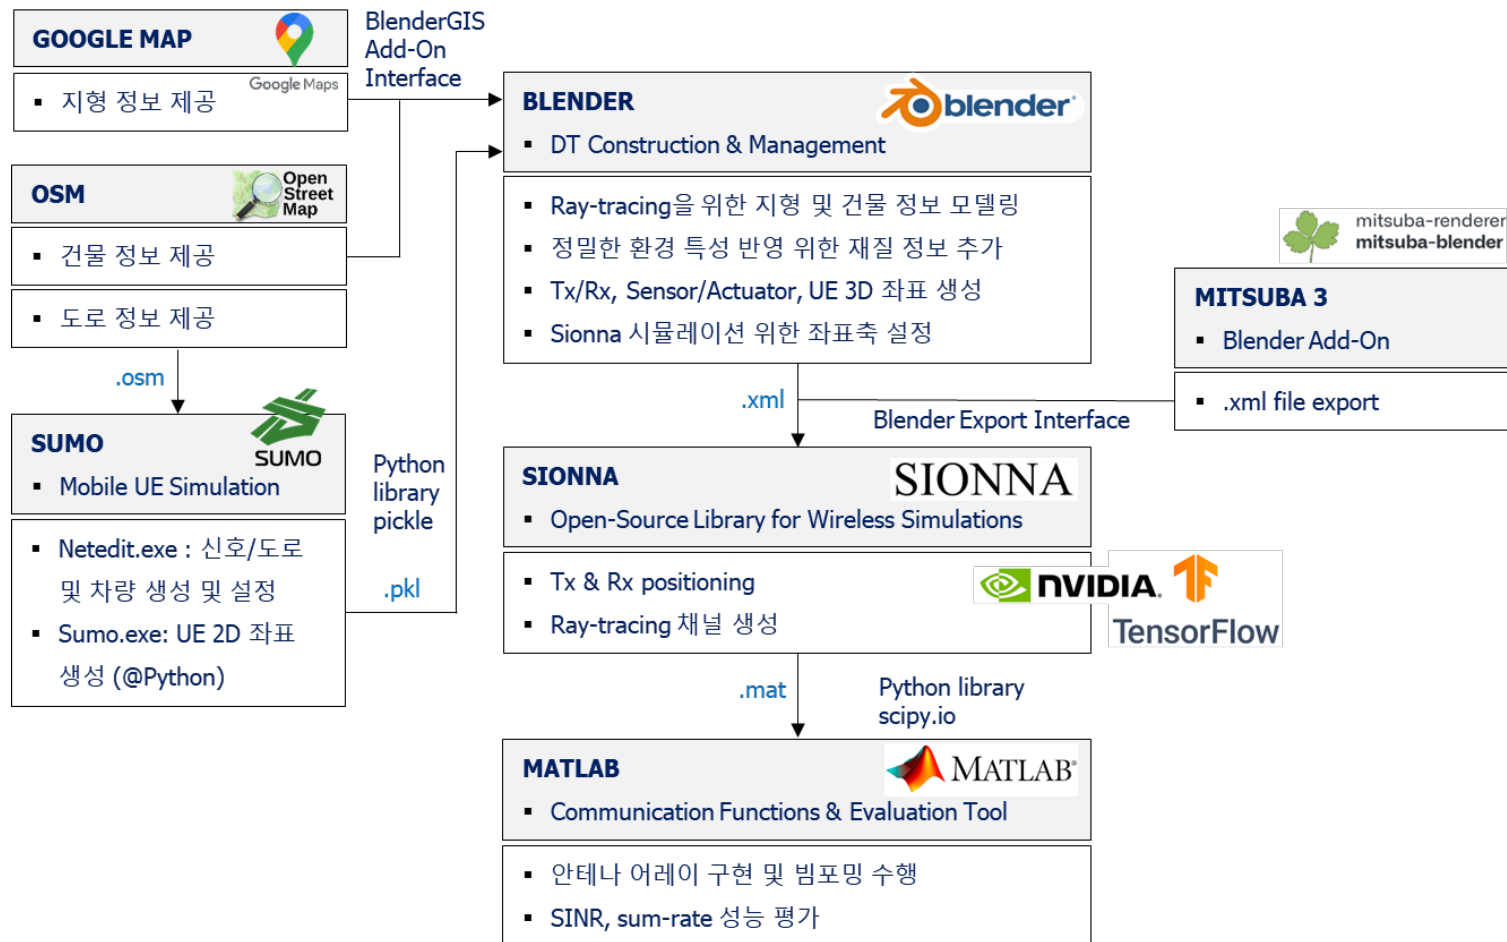 GOOGLE MAP
Google Maps
▪ 지형 정보 제공
BlenderGIS
Add-On
Interface
OSM
Open
Street
Map
▪ 건물 정보 제공
▪ 도로 정보 제공
.osm
SUMO
SUMO
▪ Mobile UE Simulation
▪ Netedit.exe : 신호/도로
및 차량 생성 및 설정
▪ Sumo.exe: UE 2D 좌표
생성 (@Python)
Python
library
pickle
.pkl
BLENDER
blender
▪ DT Construction & Management
▪ Ray-tracing을 위한 지형 및 건물 정보 모델링
▪ 정밀한 환경 특성 반영 위한 재질 정보 추가
▪ Tx/Rx, Sensor/Actuator, UE 3D 좌표 생성
▪ Sionna 시뮬레이션 위한 좌표축 설정
mitsuba-renderer
mitsuba-blender
MITSUBA 3
▪ Blender Add-On
▪ .xml file export
.xml
Blender Export Interface
SIONNA
SIONNA
▪ Open-Source Library for Wireless Simulations
▪ Tx & Rx positioning
▪ Ray-tracing 채널 생성
NVIDIA.
TensorFlow
.mat
Python library
scipy.io
MATLAB
MATLAB®
▪ Communication Functions & Evaluation Tool
▪ 안테나 어레이 구현 및 빔포밍 수행
▪ SINR, sum-rate 성능 평가